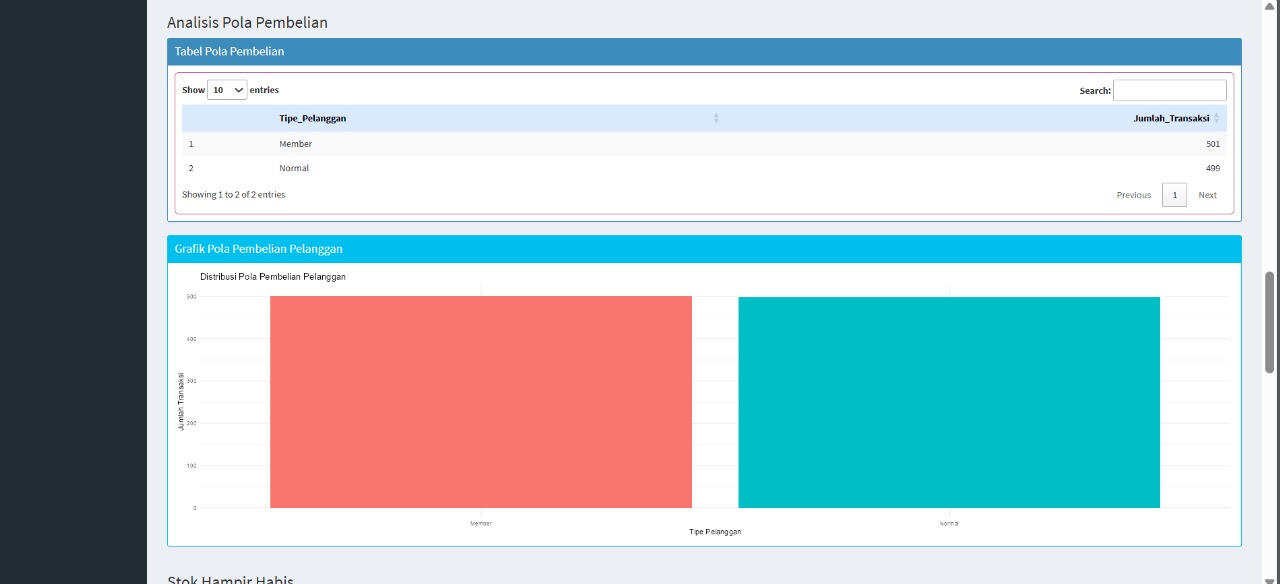 Analisis Pola Pembelian
Tabel Pola Pembelian
Show 10 entries
Search:
Tipe_Pelanggan Jumlah_Transaksi
1 Member 501
2 Normal 499
Showing 1 to 2 of 2 entries
Previous 1 Next
Grafik Pola Pembelian Pelanggan
Distribusi Pola Pembelian Pelanggan
500
400
300
200
100
0
Jumlah Transaksi
Member Normal
Tipe Pelanggan
Stok Hampir Habis